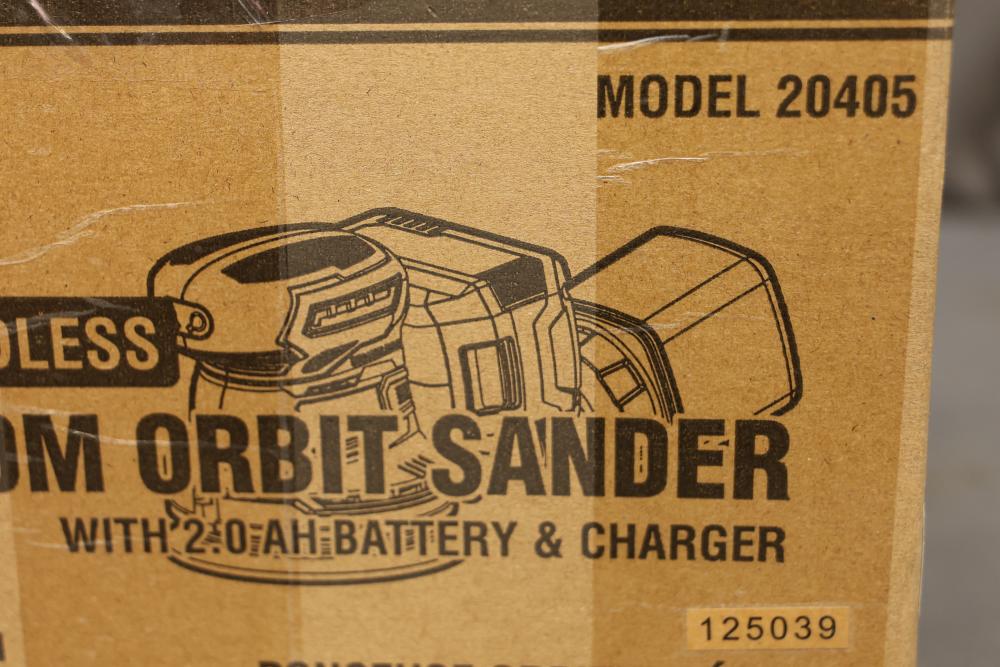 MODEL 20405
DLESS
OM ORBIT SANDER
WITH 2.0 AH BATTERY & CHARGER
125039